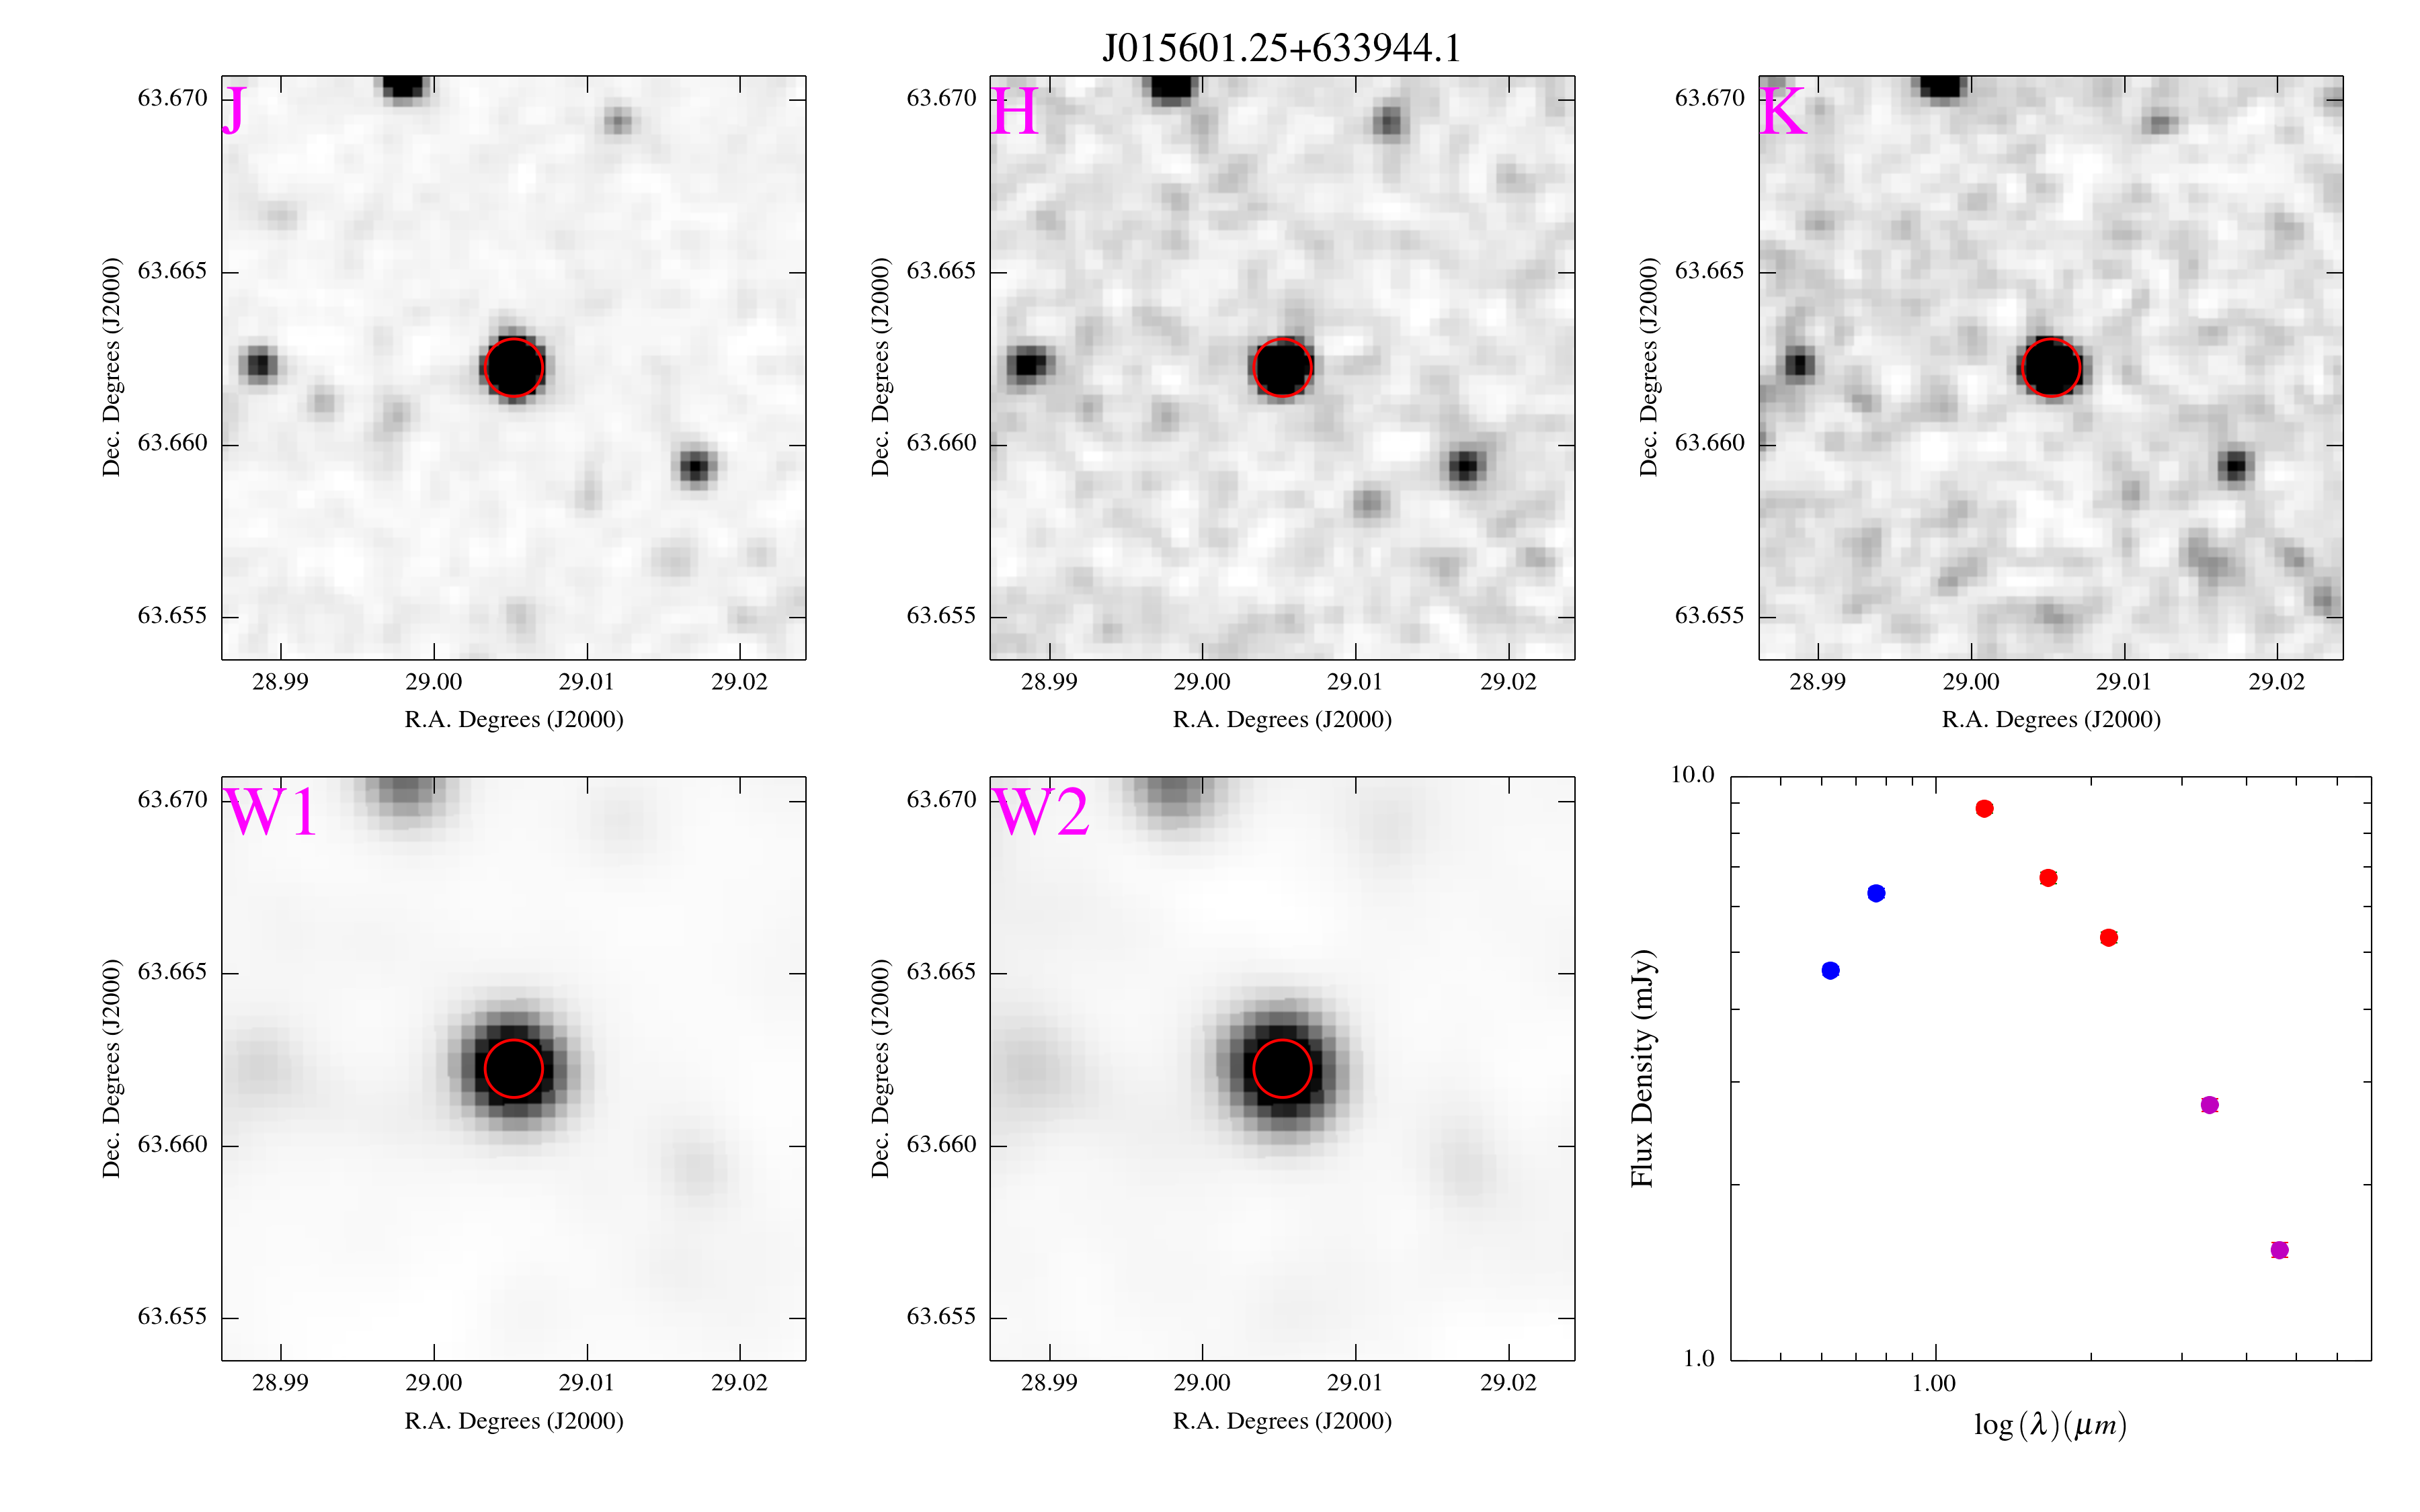 J015601.25+633944.1
J
63.670
63.665
63.660
63.655
Dec. Degrees (J2000)
28.99 29.00 29.01 29.02
R.A. Degrees (J2000)
H
63.670
63.665
63.660
63.655
Dec. Degrees (J2000)
28.99 29.00 29.01 29.02
R.A. Degrees (J2000)
K
63.670
63.665
63.660
63.655
Dec. Degrees (J2000)
28.99 29.00 29.01 29.02
R.A. Degrees (J2000)
W1
63.670
63.665
63.660
63.655
Dec. Degrees (J2000)
28.99 29.00 29.01 29.02
R.A. Degrees (J2000)
W2
63.670
63.665
63.660
63.655
Dec. Degrees (J2000)
28.99 29.00 29.01 29.02
R.A. Degrees (J2000)
10.0
1.0
Flux Density (mJy)
1.00
log(λ)(μm)